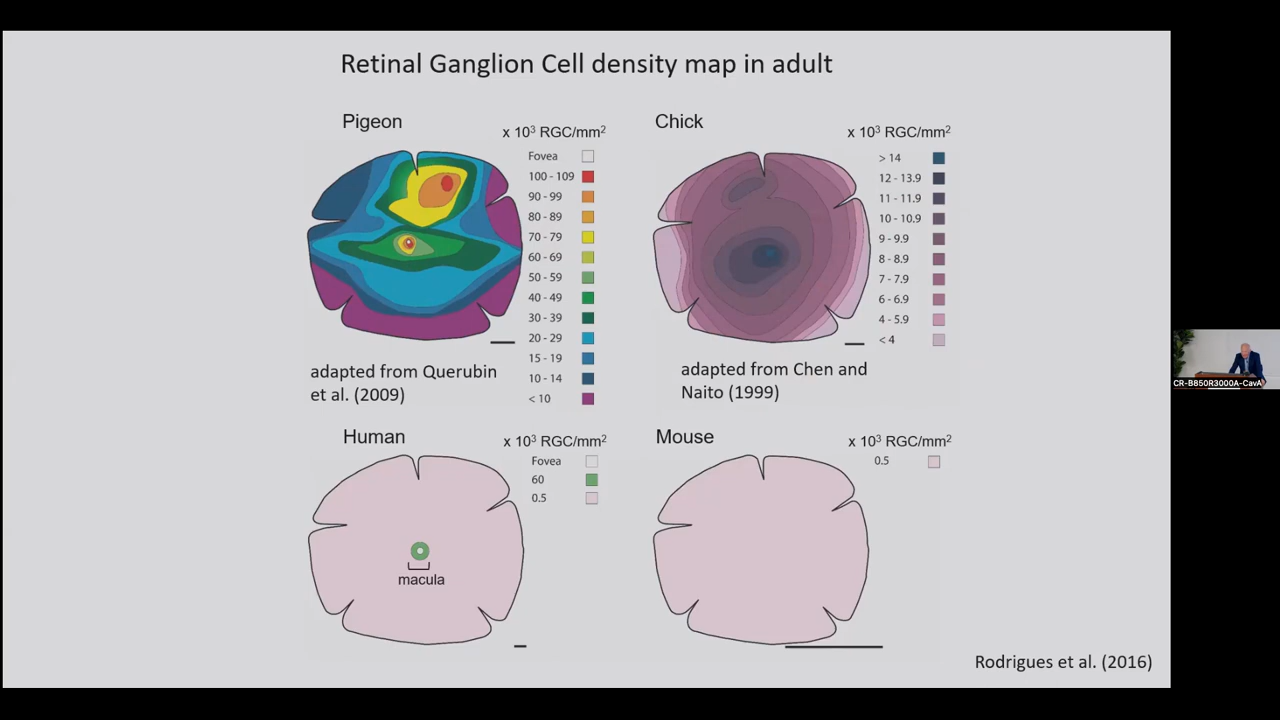 Retinal Ganglion Cell density map in adult
Pigeon
x 10³ RGC/mm²
Fovea
100 - 109
90 - 99
80 - 89
70 - 79
60 - 69
50 - 59
40 - 49
30 - 39
20 - 29
15 - 19
10 - 14
< 10
adapted from Querubin
et al. (2009)
Chick
x 10³ RGC/mm²
> 14
12 - 13.9
11 - 11.9
10 - 10.9
9 - 9.9
8 - 8.9
7 - 7.9
6 - 6.9
4 - 5.9
< 4
adapted from Chen and
Naito (1999)
Human
x 10³ RGC/mm²
Fovea
60
0.5
macula
Mouse
x 10³ RGC/mm²
0.5
Rodrigues et al. (2016)
CR-B850R3000A-CavA